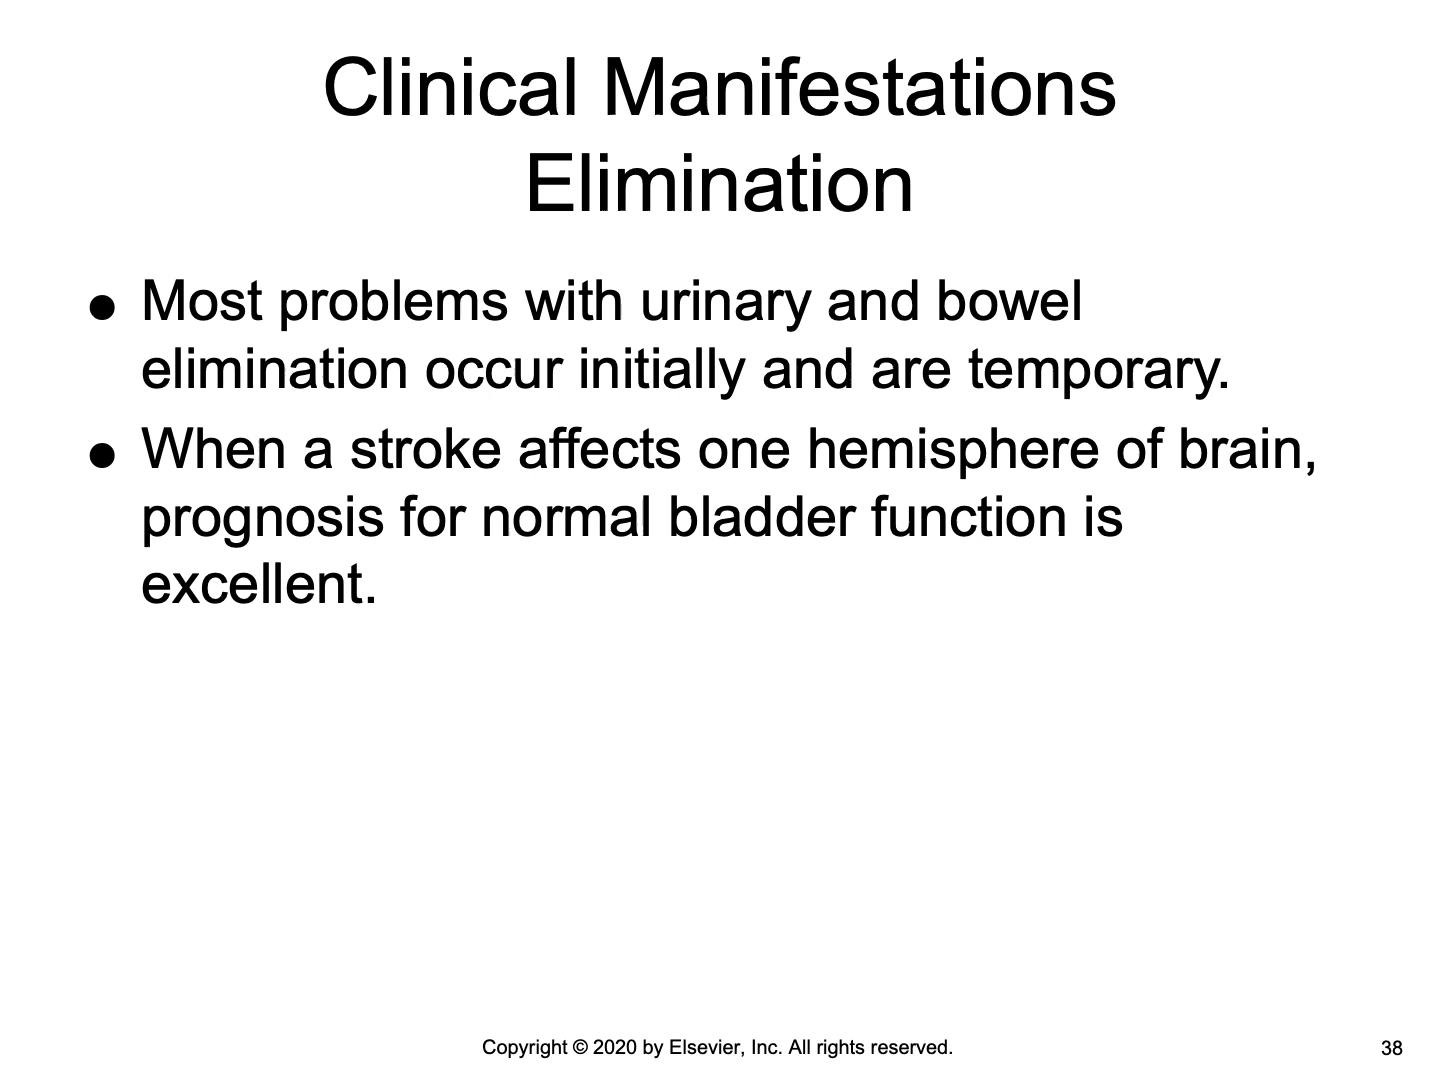 Clinical Manifestations
Elimination
● Most problems with urinary and bowel
elimination occur initially and are temporary.
● When a stroke affects one hemisphere of brain,
prognosis for normal bladder function is
excellent.
Copyright © 2020 by Elsevier, Inc. All rights reserved.
38